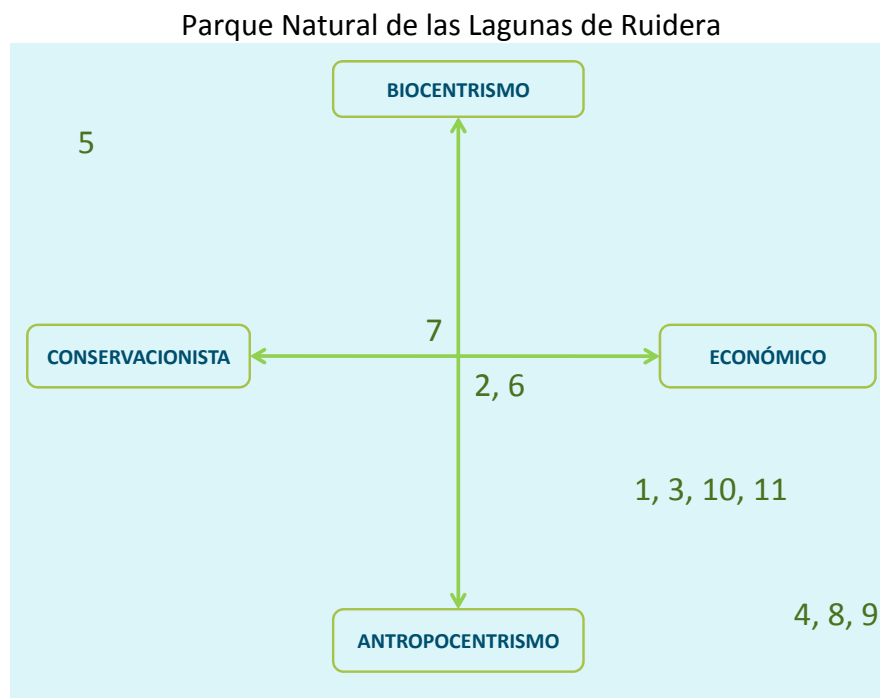 Parque Natural de las Lagunas de Ruidera
BIOCENTRISMO
5
7
CONSERVACIONISTA
ECONÓMICO
2, 6
1, 3, 10, 11
4, 8, 9
ANTROPOCENTRISMO